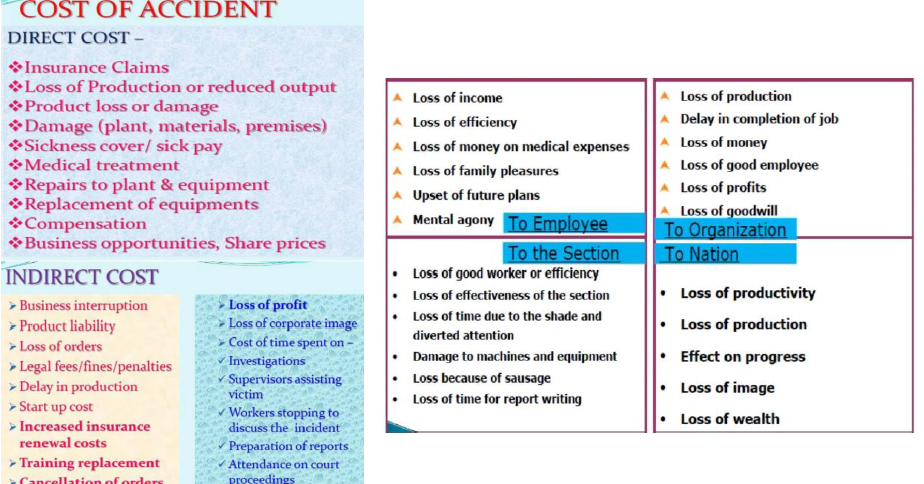 COST OF ACCIDENT
DIRECT COST –
Insurance Claims
Loss of Production or reduced output
Product loss or damage
Damage (plant, materials, premises)
Sickness cover/ sick pay
Medical treatment
Repairs to plant & equipment
Replacement of equipments
Compensation
Business opportunities, Share prices
INDIRECT COST
Business interruption
Product liability
Loss of orders
Legal fees/fines/penalties
Delay in production
Start up cost
Increased insurance
renewal costs
Training replacement
Cancellation of orders
Loss of profit
Loss of corporate image
Cost of time spent on –
Investigations
Supervisors assisting
victim
Workers stopping to
discuss the incident
Preparation of reports
Attendance on court
proceedings
Loss of income
Loss of efficiency
Loss of money on medical expenses
Loss of family pleasures
Upset of future plans
Mental agony
To Employee
Loss of production
Delay in completion of job
Loss of money
Loss of good employee
Loss of profits
Loss of goodwill
To Organization
To the Section
Loss of good worker or efficiency
Loss of effectiveness of the section
Loss of time due to the shade and
diverted attention
Damage to machines and equipment
Loss because of sausage
Loss of time for report writing
To Nation
Loss of productivity
Loss of production
Effect on progress
Loss of image
Loss of wealth